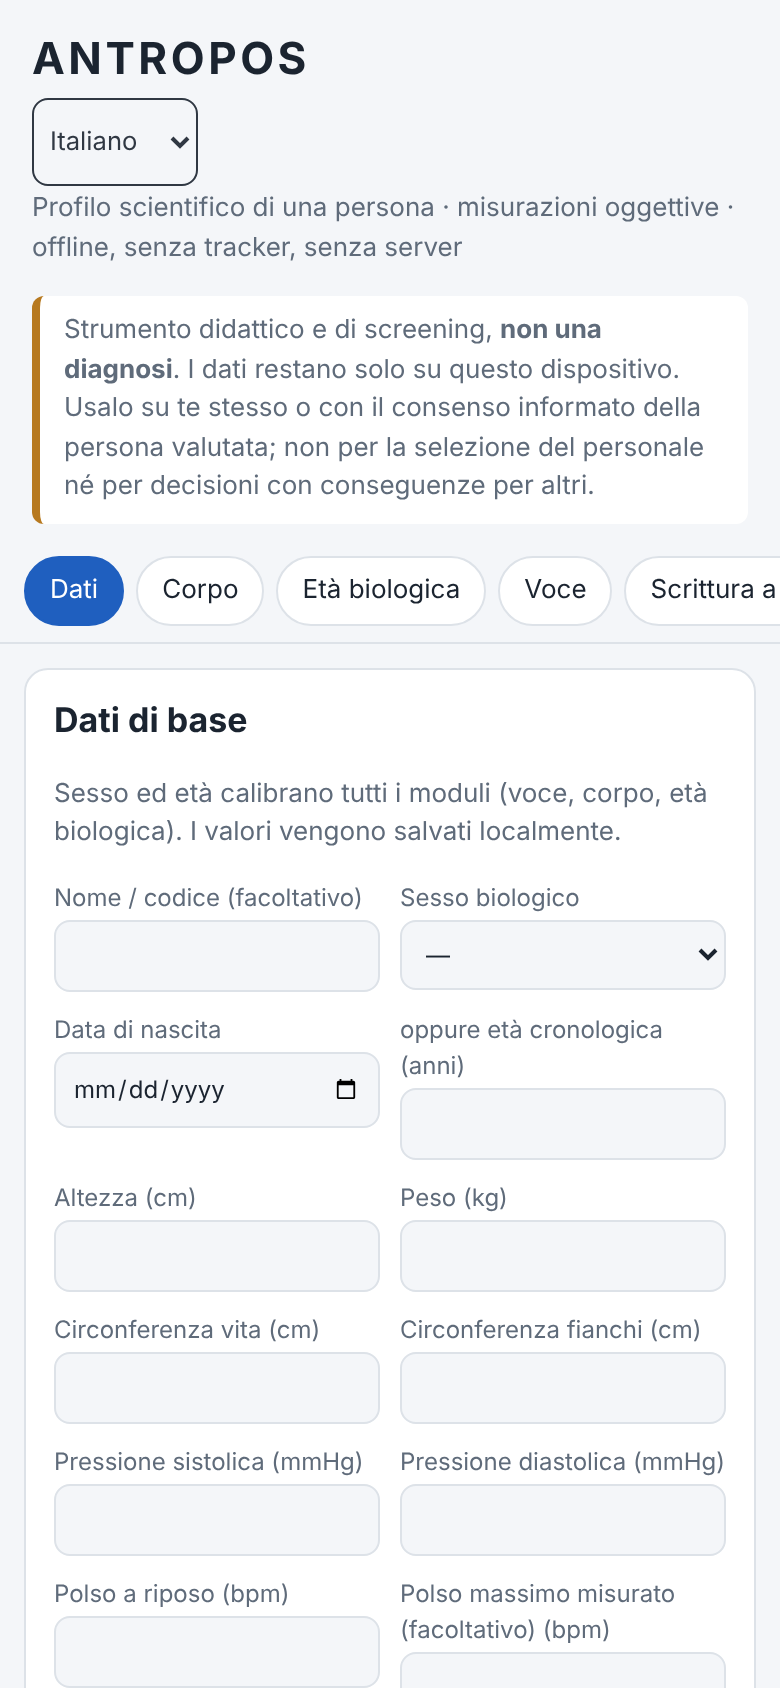 ANTROPOS
Italiano
Profilo scientifico di una persona · misurazioni oggettive ·
offline, senza tracker, senza server
Strumento didattico e di screening, non una
diagnosi. I dati restano solo su questo dispositivo.
Usalo su te stesso o con il consenso informato della
persona valutata; non per la selezione del personale
né per decisioni con conseguenze per altri.
Dati
Corpo
Età biologica
Voce
Scrittura a
Dati di base
Sesso ed età calibrano tutti i moduli (voce, corpo, età
biologica). I valori vengono salvati localmente.
Nome / codice (facoltativo)
Sesso biologico
—
Data di nascita
mm/dd/yyyy
oppure età cronologica
(anni)
Altezza (cm)
Peso (kg)
Circonferenza vita (cm)
Circonferenza fianchi (cm)
Pressione sistolica (mmHg)
Pressione diastolica (mmHg)
Polso a riposo (bpm)
Polso massimo misurato
(facoltativo) (bpm)